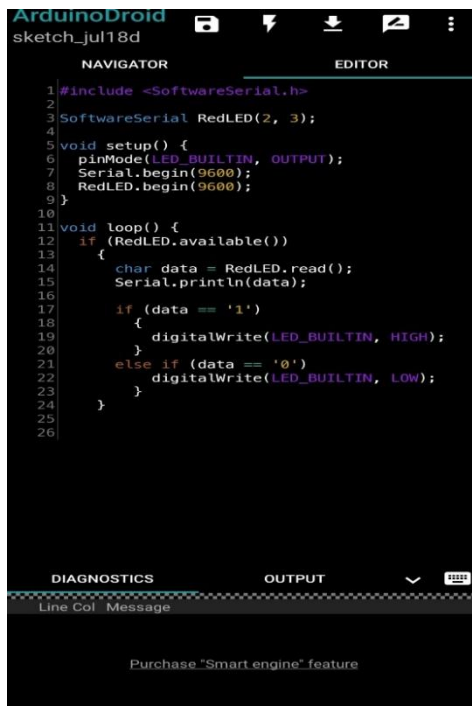 ArduinoDroid
sketch_jul18d
NAVIGATOR EDITOR
1 #include <SoftwareSerial.h>
2
3 SoftwareSerial RedLED(2, 3);
4
5 void setup() {
6   pinMode(LED_BUILTIN, OUTPUT);
7   Serial.begin(9600);
8   RedLED.begin(9600);
9 }
10
11 void loop() {
12   if (RedLED.available())
13     {
14       char data = RedLED.read();
15       Serial.println(data);
16
17       if (data == '1')
18         {
19           digitalWrite(LED_BUILTIN, HIGH);
20         }
21       else if (data == '0')
22           digitalWrite(LED_BUILTIN, LOW);
23         }
24     }
25
26
DIAGNOSTICS OUTPUT
Line Col Message
Purchase "Smart engine" feature